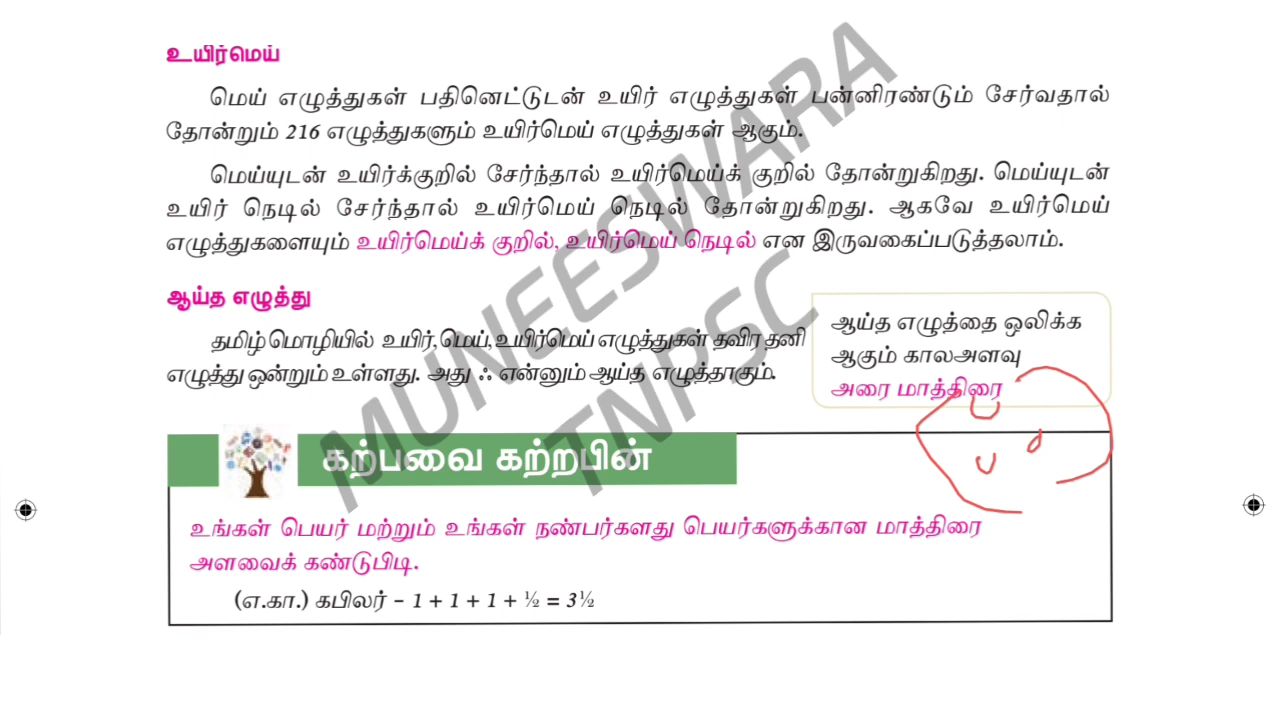 உயிர்மெய்
மெய் எழுத்துகள் பதினெட்டுடன் உயிர் எழுத்துகள் பன்னிரண்டும் சேர்வதால்
தோன்றும் 216 எழுத்துகளும் உயிர்மெய் எழுத்துகள் ஆகும்.
மெய்யுடன் உயிர்க்குறில் சேர்ந்தால் உயிர்மெய்க் குறில் தோன்றுகிறது. மெய்யுடன்
உயிர் நெடில் சேர்ந்தால் உயிர்மெய் நெடில் தோன்றுகிறது. ஆகவே உயிர்மெய்
எழுத்துகளையும் உயிர்மெய்க் குறில், உயிர்மெய் நெடில் என இருவகைப்படுத்தலாம்.
ஆய்த எழுத்து
தமிழ் மொழியில் உயிர், மெய், உயிர்மெய் எழுத்துகள் தவிர தனி
எழுத்து ஒன்றும் உள்ளது. அது ஃ என்னும் ஆய்த எழுத்தாகும்.
ஆய்த எழுத்தை ஒலிக்க
ஆகும் காலஅளவு
அரை மாத்திரை
கற்பவை கற்றபின்
உங்கள் பெயர் மற்றும் உங்கள் நண்பர்களது பெயர்களுக்கான மாத்திரை
அளவைக் கண்டுபிடி.
(எ.கா.) கபிலர் – 1 + 1 + 1 + ½ = 3½
MUNEESWARA
TNPSC